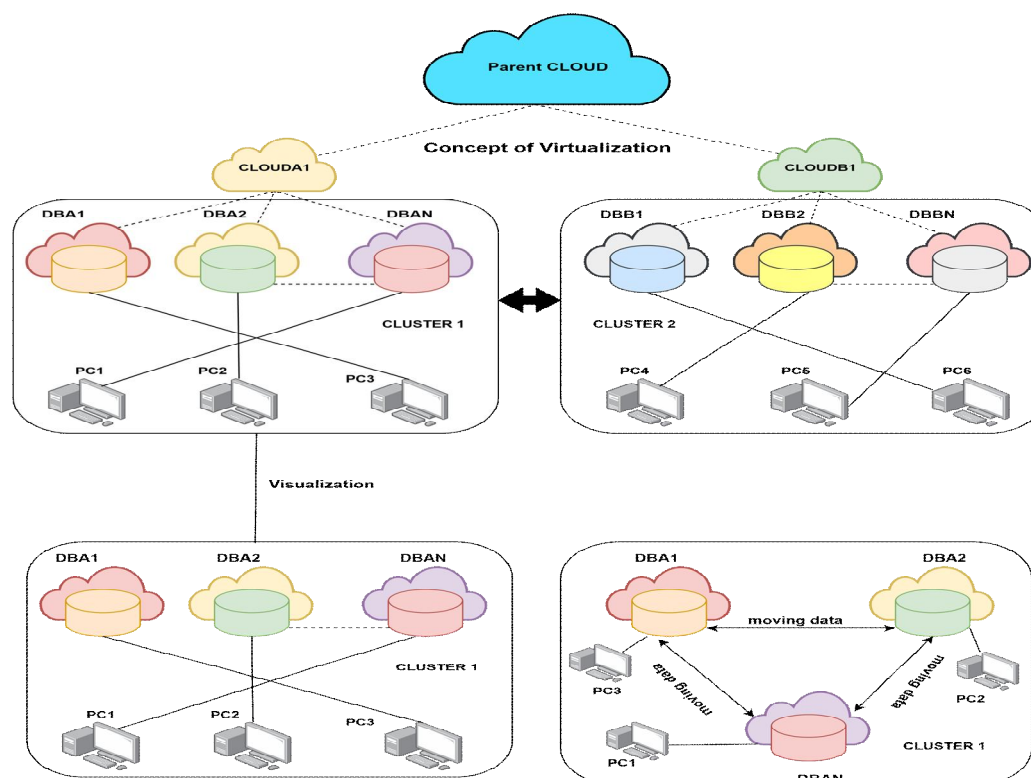 Parent CLOUD
Concept of Virtualization
CLOUDA1
CLOUDB1
DBA1
DBA2
DBAN
CLUSTER 1
PC1
PC2
PC3
DBB1
DBB2
DBBN
CLUSTER 2
PC4
PC5
PC6
Visualization
DBA1
DBA2
DBAN
CLUSTER 1
PC1
PC2
PC3
DBA1
DBA2
moving data
moving data
moving data
PC3
PC2
PC1
CLUSTER 1
DBAN